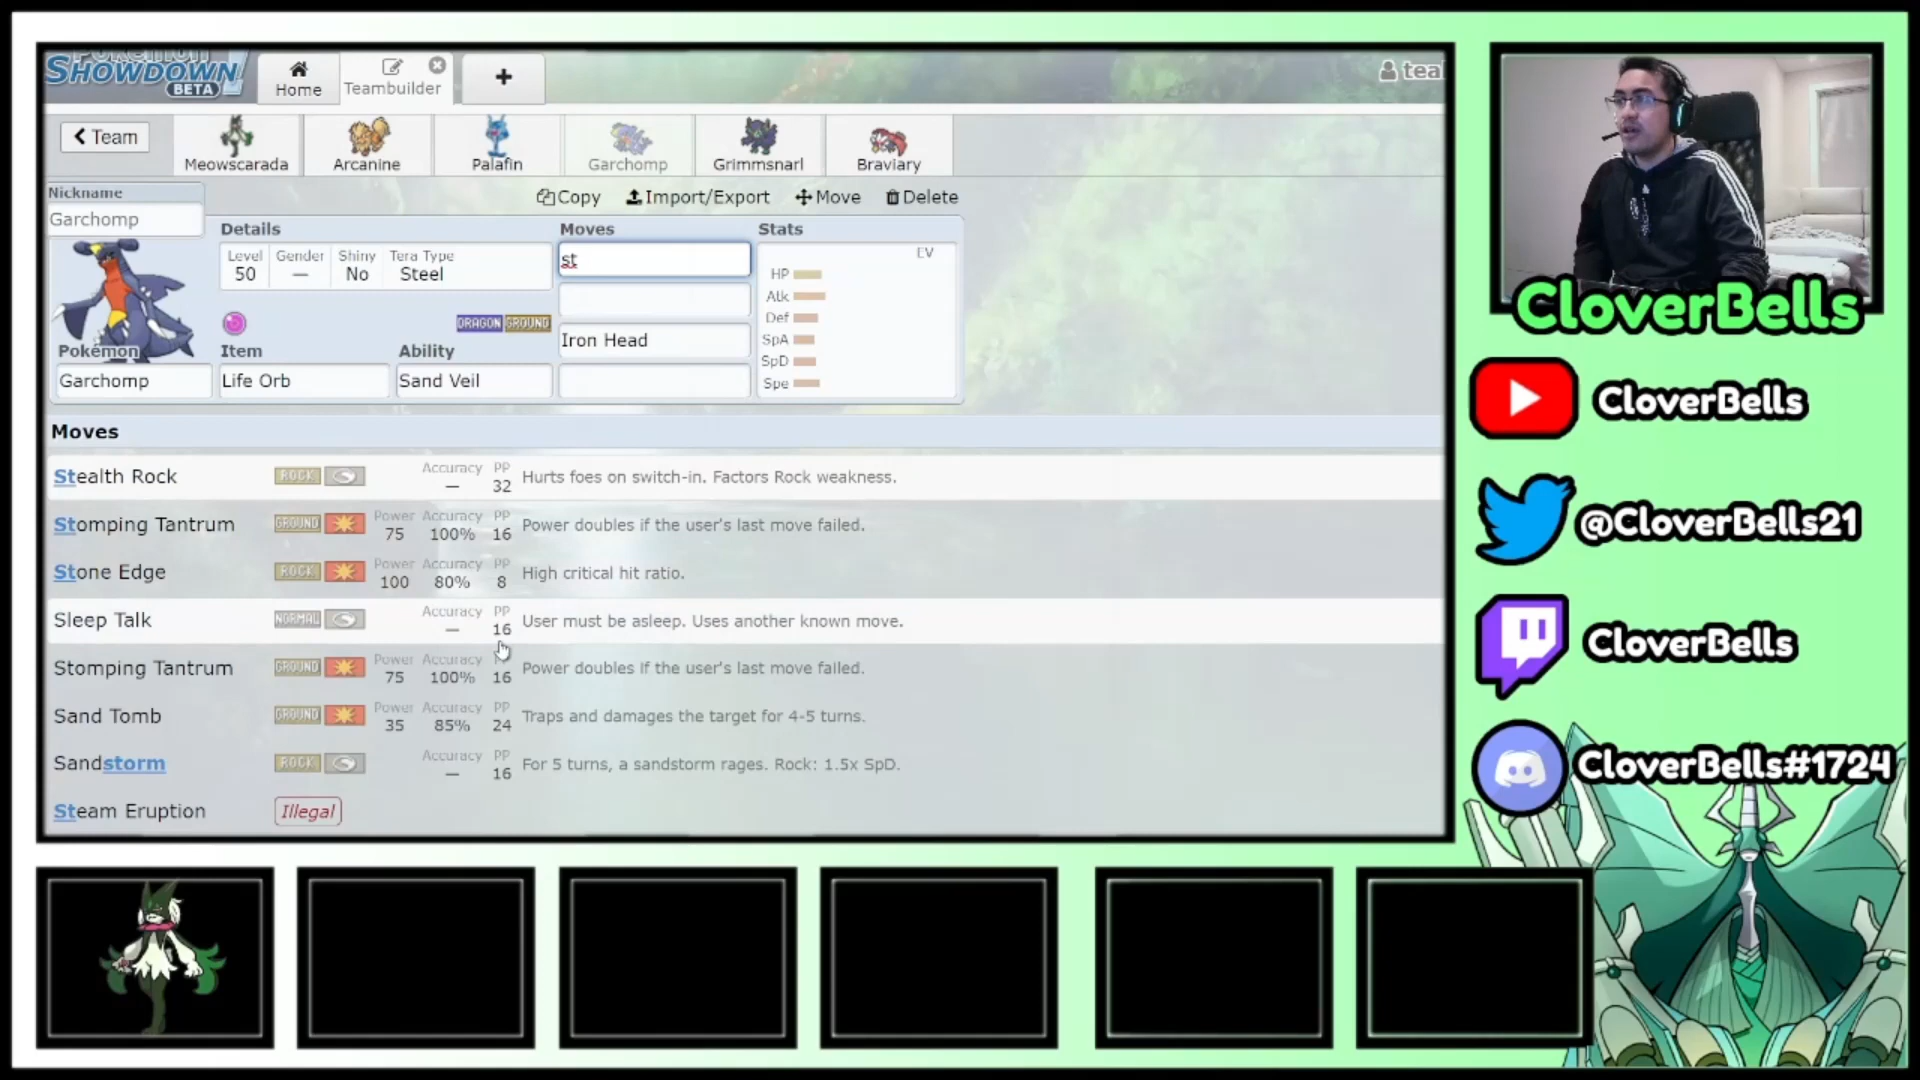 Pokémon
SHOWDOWN!
BETA
Home
Teambuilder
+
teal
Team
Meowscarada
Arcanine
Palafin
Garchomp
Grimmsnarl
Braviary
Nickname
Garchomp
Copy
Import/Export
Move
Delete
Details
Moves
Stats
Level
50
Gender
—
Shiny
No
Tera Type
Steel
st
EV
HP
Atk
Def
SpA
SpD
Spe
DRAGON GROUND
Iron Head
Pokémon
Garchomp
Item
Life Orb
Ability
Sand Veil
Moves
Stealth Rock ROCK Accuracy — PP 32 Hurts foes on switch-in. Factors Rock weakness.
Stomping Tantrum GROUND Power 75 Accuracy 100% PP 16 Power doubles if the user's last move failed.
Stone Edge ROCK Power 100 Accuracy 80% PP 8 High critical hit ratio.
Sleep Talk NORMAL Accuracy — PP 16 User must be asleep. Uses another known move.
Stomping Tantrum GROUND Power 75 Accuracy 100% 16 Power doubles if the user's last move failed.
Sand Tomb GROUND Power 35 Accuracy 85% PP 24 Traps and damages the target for 4-5 turns.
Sandstorm ROCK Accuracy — PP 16 For 5 turns, a sandstorm rages. Rock: 1.5x SpD.
Steam Eruption Illegal
CloverBells
CloverBells
@CloverBells21
CloverBells
CloverBells#1724